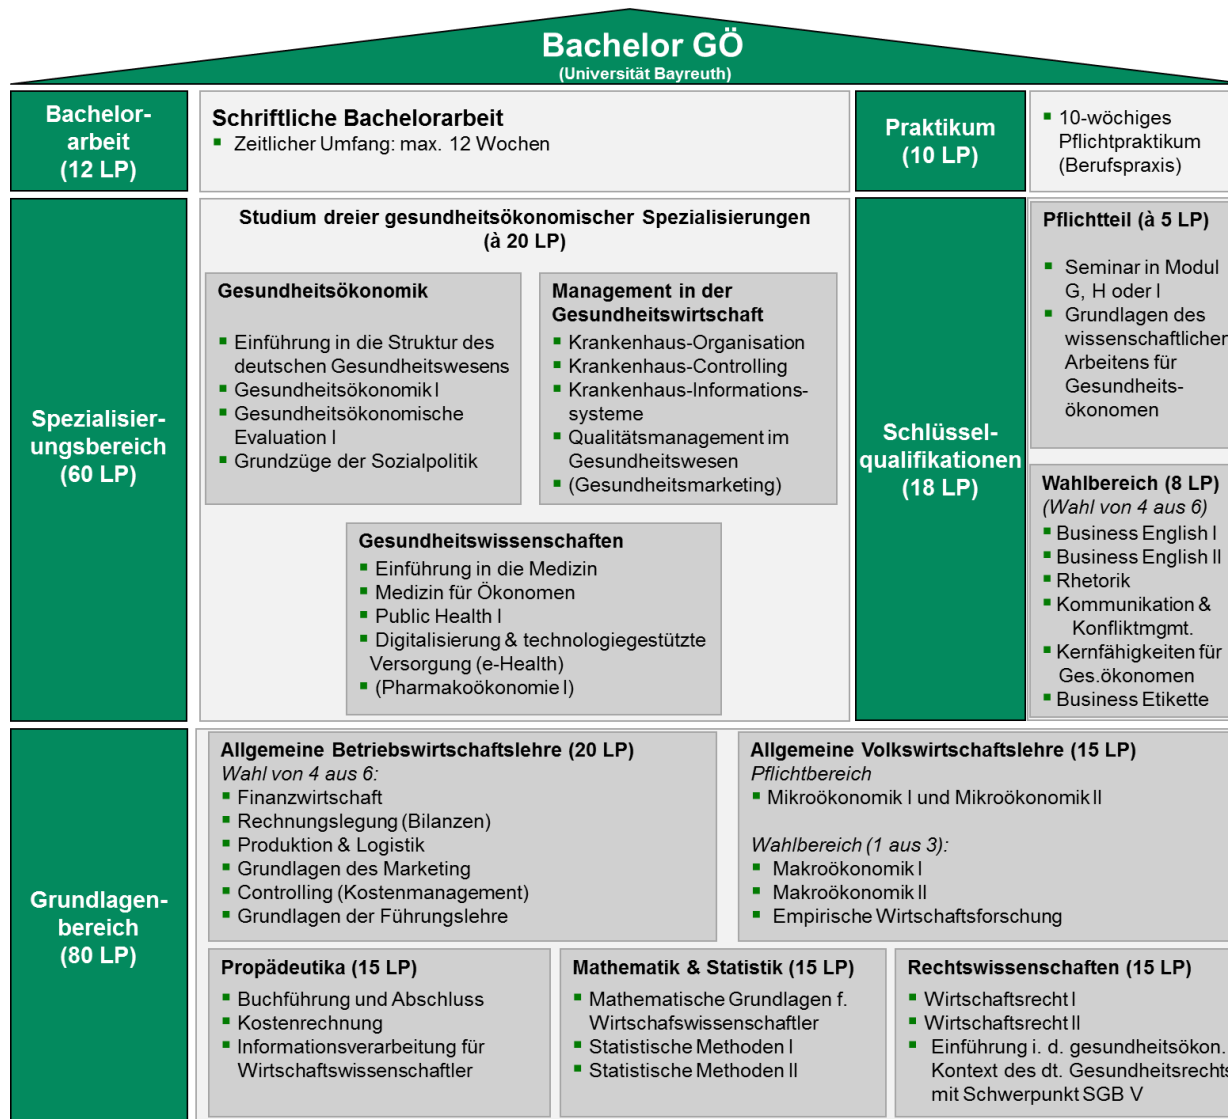 Bachelor GÖ
(Universität Bayreuth)
Bachelor-
arbeit
(12 LP)
Schriftliche Bachelorarbeit
▪ Zeitlicher Umfang: max. 12 Wochen
Praktikum
(10 LP)
▪ 10-wöchiges
Pflichtpraktikum
(Berufspraxis)
Spezialisier-
ungsbereich
(60 LP)
Studium dreier gesundheitsökonomischer Spezialisierungen
(à 20 LP)
Gesundheitsökonomik
▪ Einführung in die Struktur des
deutschen Gesundheitswesens
▪ Gesundheitsökonomik I
▪ Gesundheitsökonomische
Evaluation I
▪ Grundzüge der Sozialpolitik
Management in der
Gesundheitswirtschaft
▪ Krankenhaus-Organisation
▪ Krankenhaus-Controlling
▪ Krankenhaus-Informations-
systeme
▪ Qualitätsmanagement im
Gesundheitswesen
▪ (Gesundheitsmarketing)
Gesundheitswissenschaften
▪ Einführung in die Medizin
▪ Medizin für Ökonomen
▪ Public Health I
▪ Digitalisierung & technologiegestützte
Versorgung (e-Health)
▪ (Pharmakoökonomie I)
Schlüssel-
qualifikationen
(18 LP)
Pflichtteil (à 5 LP)
▪ Seminar in Modul
G, H oder I
▪ Grundlagen des
wissenschaftlichen
Arbeitens für
Gesundheits-
ökonomen
Wahlbereich (8 LP)
(Wahl von 4 aus 6)
▪ Business English I
▪ Business English II
▪ Rhetorik
▪ Kommunikation &
Konfliktmgmt.
▪ Kernfähigkeiten für
Ges.ökonomen
▪ Business Etikette
Grundlagen-
bereich
(80 LP)
Allgemeine Betriebswirtschaftslehre (20 LP)
Wahl von 4 aus 6:
▪ Finanzwirtschaft
▪ Rechnungslegung (Bilanzen)
▪ Produktion & Logistik
▪ Grundlagen des Marketing
▪ Controlling (Kostenmanagement)
▪ Grundlagen der Führungslehre
Allgemeine Volkswirtschaftslehre (15 LP)
Pflichtbereich
▪ Mikroökonomik I und Mikroökonomik II
Wahlbereich (1 aus 3):
▪ Makroökonomik I
▪ Makroökonomik II
▪ Empirische Wirtschaftsforschung
Propädeutika (15 LP)
▪ Buchführung und Abschluss
▪ Kostenrechnung
▪ Informationsverarbeitung für
Wirtschaftswissenschaftler
Mathematik & Statistik (15 LP)
▪ Mathematische Grundlagen f.
Wirtschafswissenschaftler
▪ Statistische Methoden I
▪ Statistische Methoden II
Rechtswissenschaften (15 LP)
▪ Wirtschaftsrecht I
▪ Wirtschaftsrecht II
▪ Einführung i. d. gesundheitsökon.
Kontext des dt. Gesundheitsrechts
mit Schwerpunkt SGB V